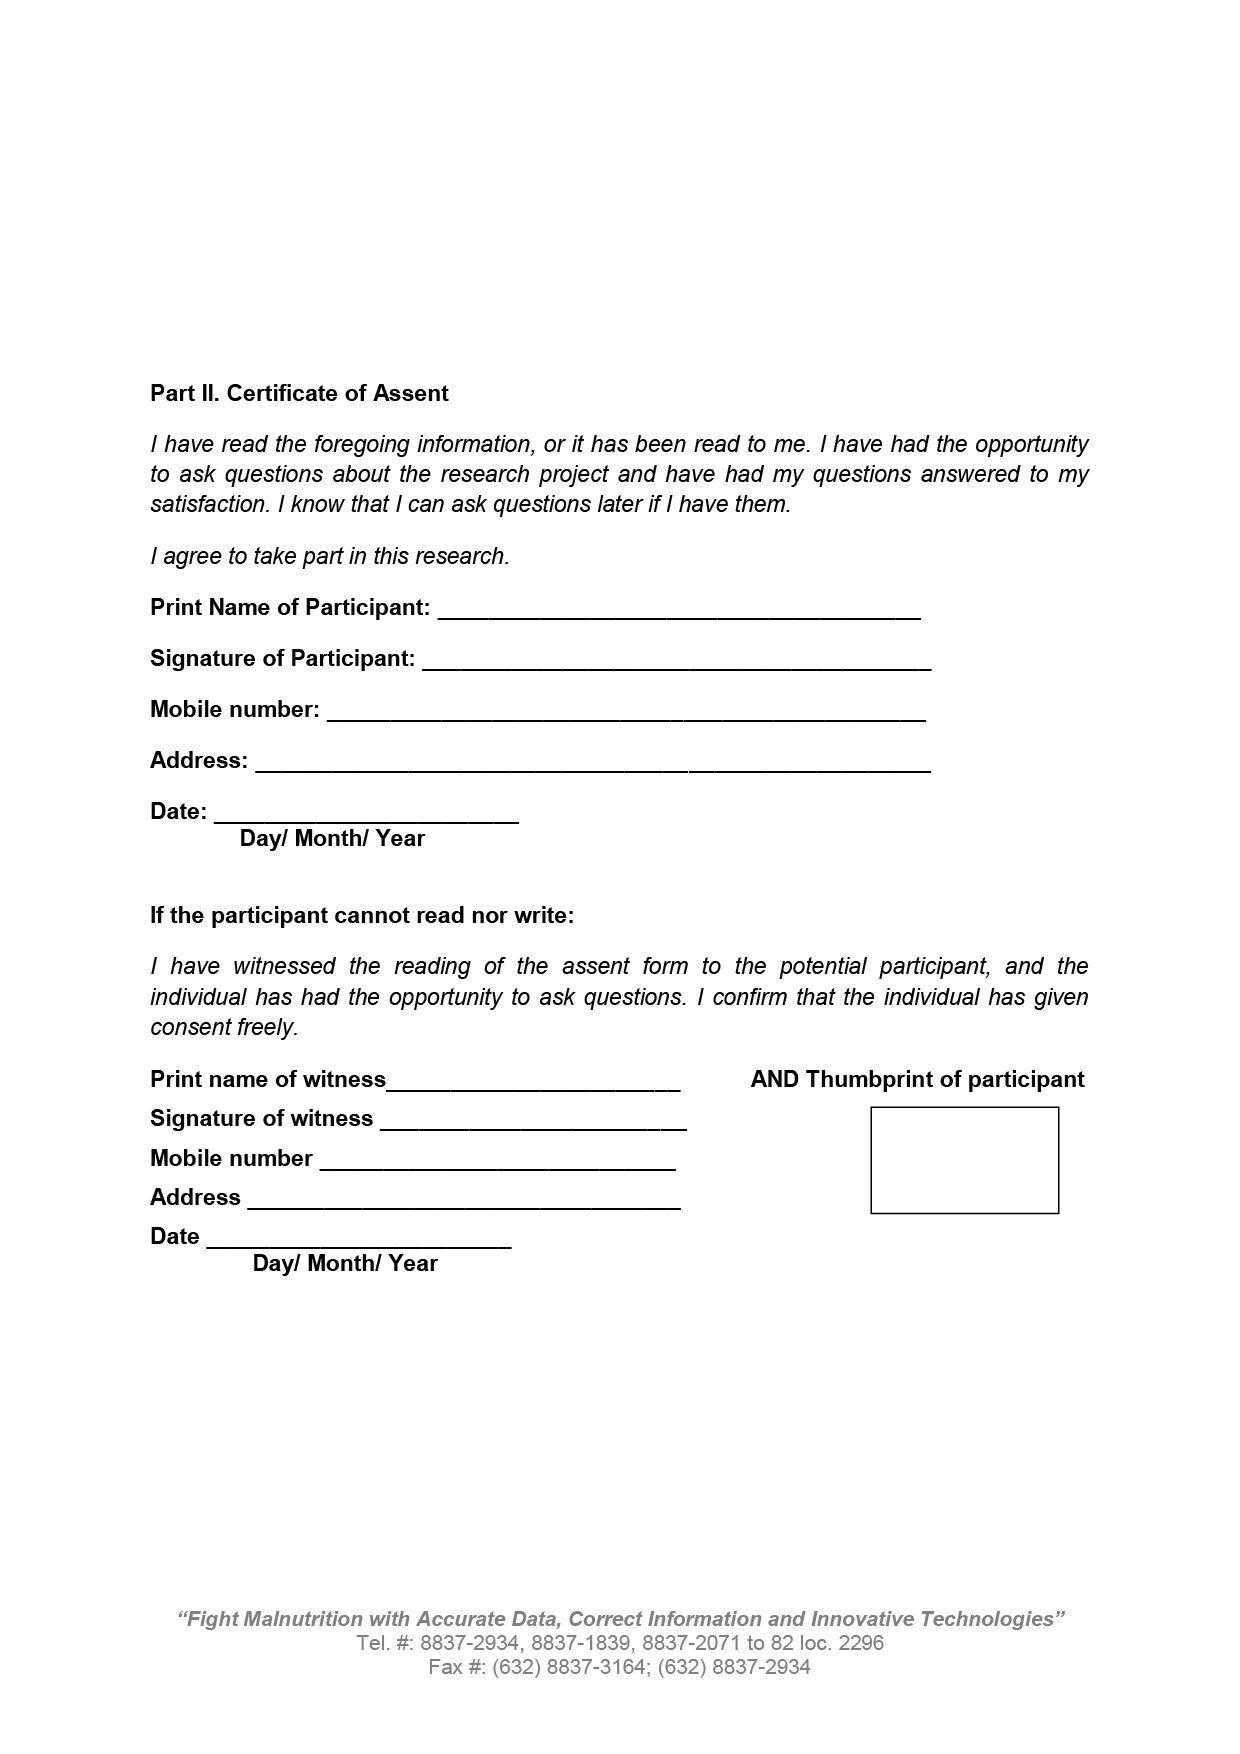 Part II. Certificate of Assent
I have read the foregoing information, or it has been read to me. I have had the opportunity
to ask questions about the research project and have had my questions answered to my
satisfaction. I know that I can ask questions later if I have them.
I agree to take part in this research.
Print Name of Participant: ______________________________________
Signature of Participant: ________________________________________
Mobile number: _______________________________________________
Address: _____________________________________________________
Date: ________________________
Day/ Month/ Year
If the participant cannot read nor write:
I have witnessed the reading of the assent form to the potential participant, and the
individual has had the opportunity to ask questions. I confirm that the individual has given
consent freely.
Print name of witness_______________________ AND Thumbprint of participant
Signature of witness ________________________
Mobile number ____________________________
Address __________________________________
Date ________________________
Day/ Month/ Year
“Fight Malnutrition with Accurate Data, Correct Information and Innovative Technologies”
Tel. #: 8837-2934, 8837-1839, 8837-2071 to 82 loc. 2296
Fax #: (632) 8837-3164; (632) 8837-2934